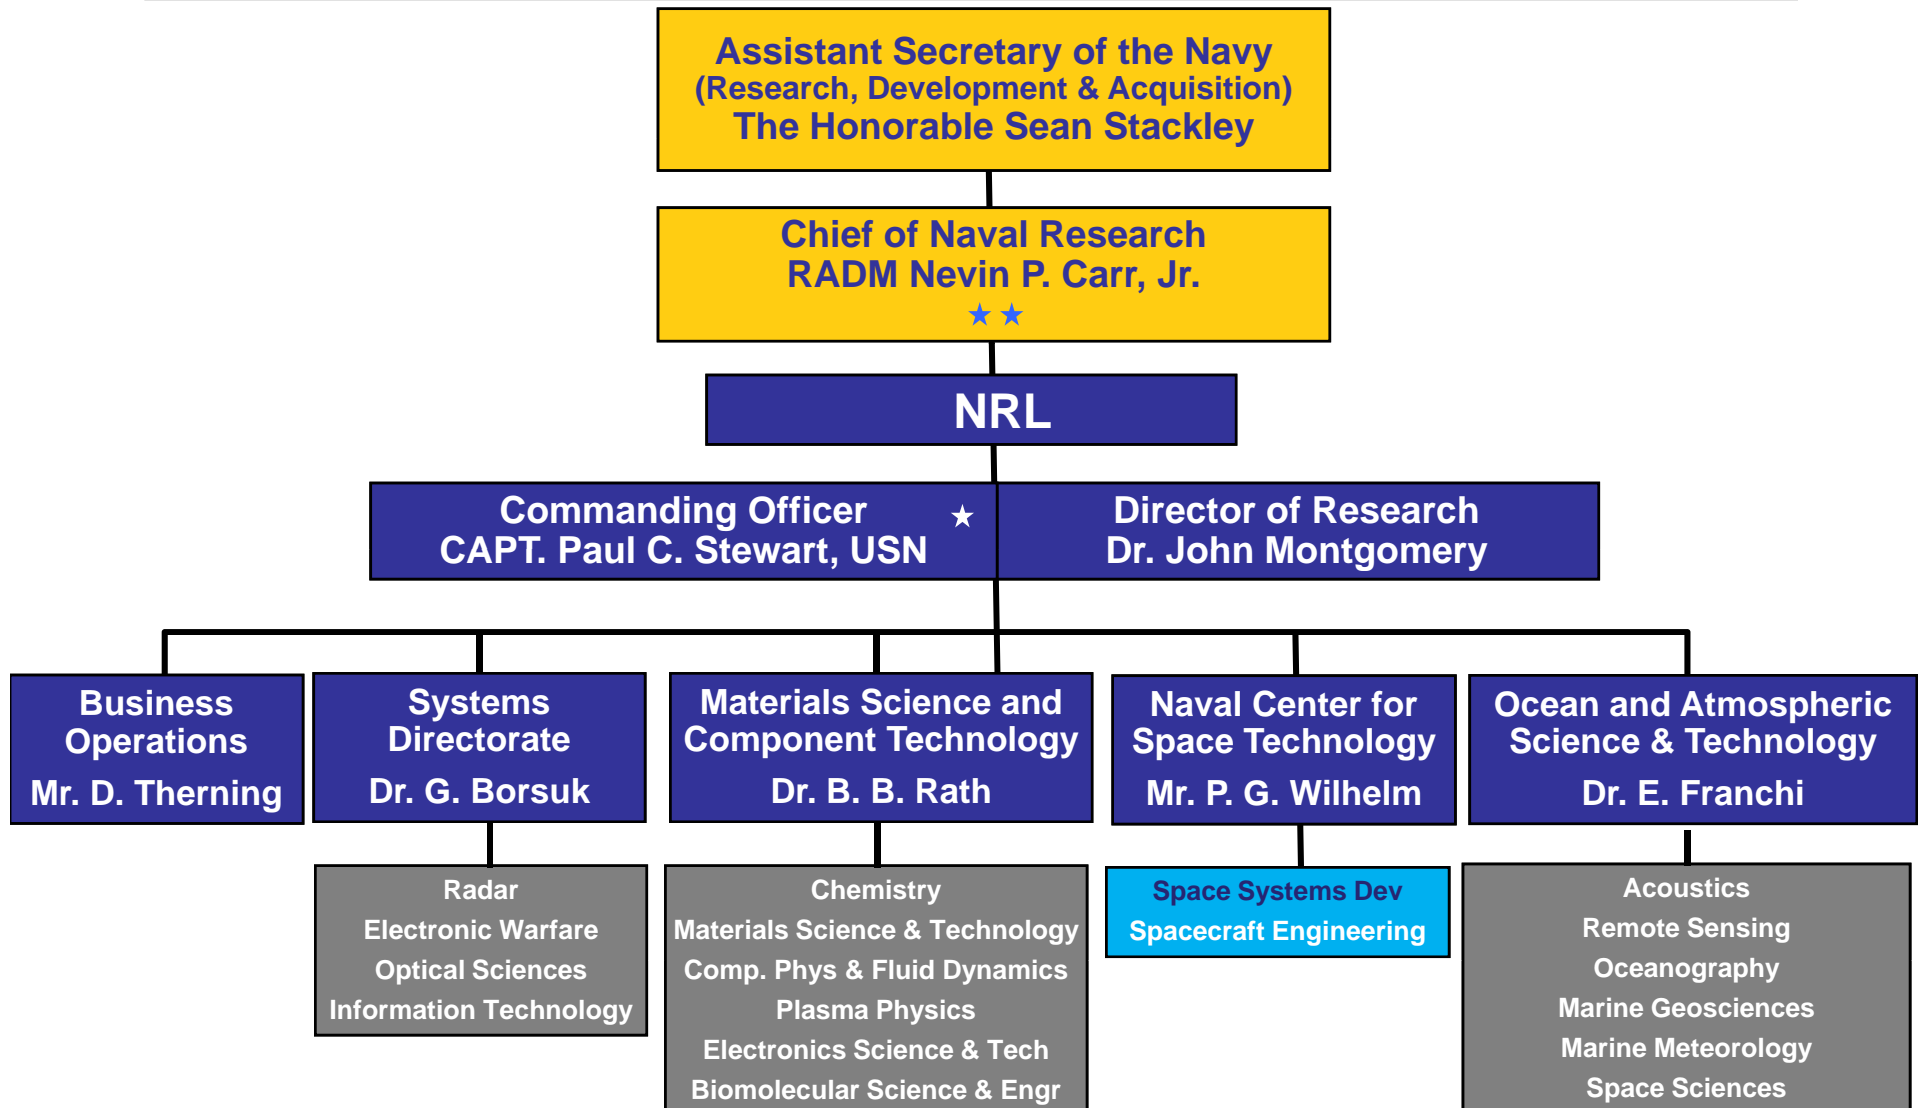 Assistant Secretary of the Navy
(Research, Development & Acquisition)
The Honorable Sean Stackley
Chief of Naval Research
RADM Nevin P. Carr, Jr.
★ ★
NRL
Commanding Officer ★
CAPT. Paul C. Stewart, USN
Director of Research
Dr. John Montgomery
Business
Operations
Mr. D. Therning
Systems
Directorate
Dr. G. Borsuk
Materials Science and
Component Technology
Dr. B. B. Rath
Naval Center for
Space Technology
Mr. P. G. Wilhelm
Ocean and Atmospheric
Science & Technology
Dr. E. Franchi
Radar
Electronic Warfare
Optical Sciences
Information Technology
Chemistry
Materials Science & Technology
Comp. Phys & Fluid Dynamics
Plasma Physics
Electronics Science & Tech
Biomolecular Science & Engr
Space Systems Dev
Spacecraft Engineering
Acoustics
Remote Sensing
Oceanography
Marine Geosciences
Marine Meteorology
Space Sciences